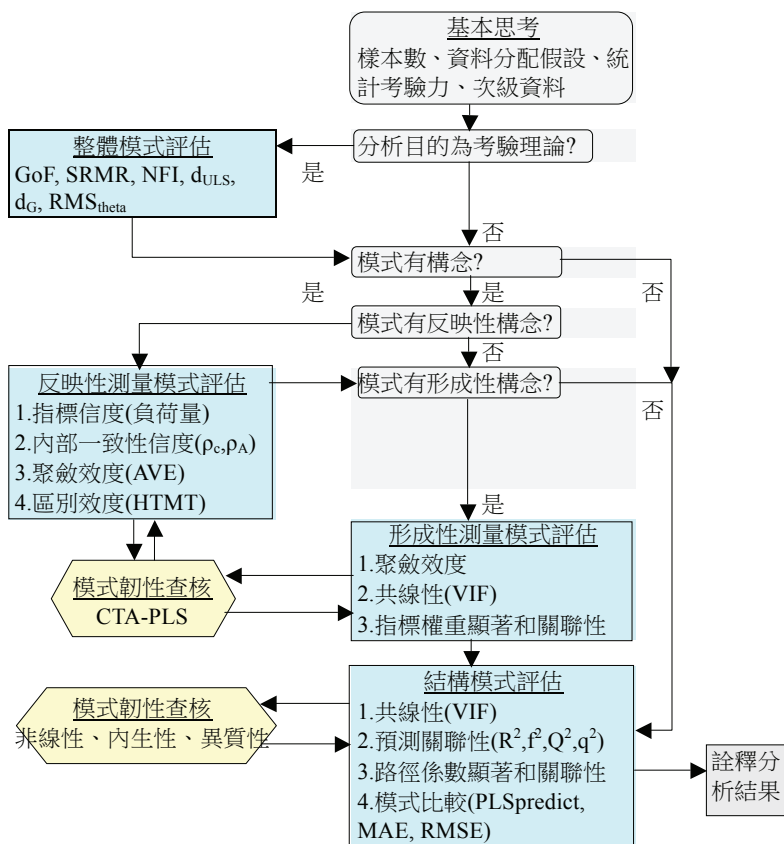 基本思考
樣本數、資料分配假設、統
計考驗力、次級資料
整體模式評估
GoF, SRMR, NFI, d_ULS,
d_G, RMS_theta
是
分析目的為考驗理論?
否
模式有構念?
是
是
否
模式有反映性構念?
否
反映性測量模式評估
1.指標信度(負荷量)
2.內部一致性信度(ρ_c,ρ_A)
3.聚斂效度(AVE)
4.區別效度(HTMT)
模式有形成性構念?
否
是
形成性測量模式評估
1.聚斂效度
2.共線性(VIF)
3.指標權重顯著和關聯性
模式韌性查核
CTA-PLS
模式韌性查核
非線性、內生性、異質性
結構模式評估
1.共線性(VIF)
2.預測關聯性(R²,f²,Q²,q²)
3.路徑係數顯著和關聯性
4.模式比較(PLSpredict,
MAE, RMSE)
詮釋分
析結果